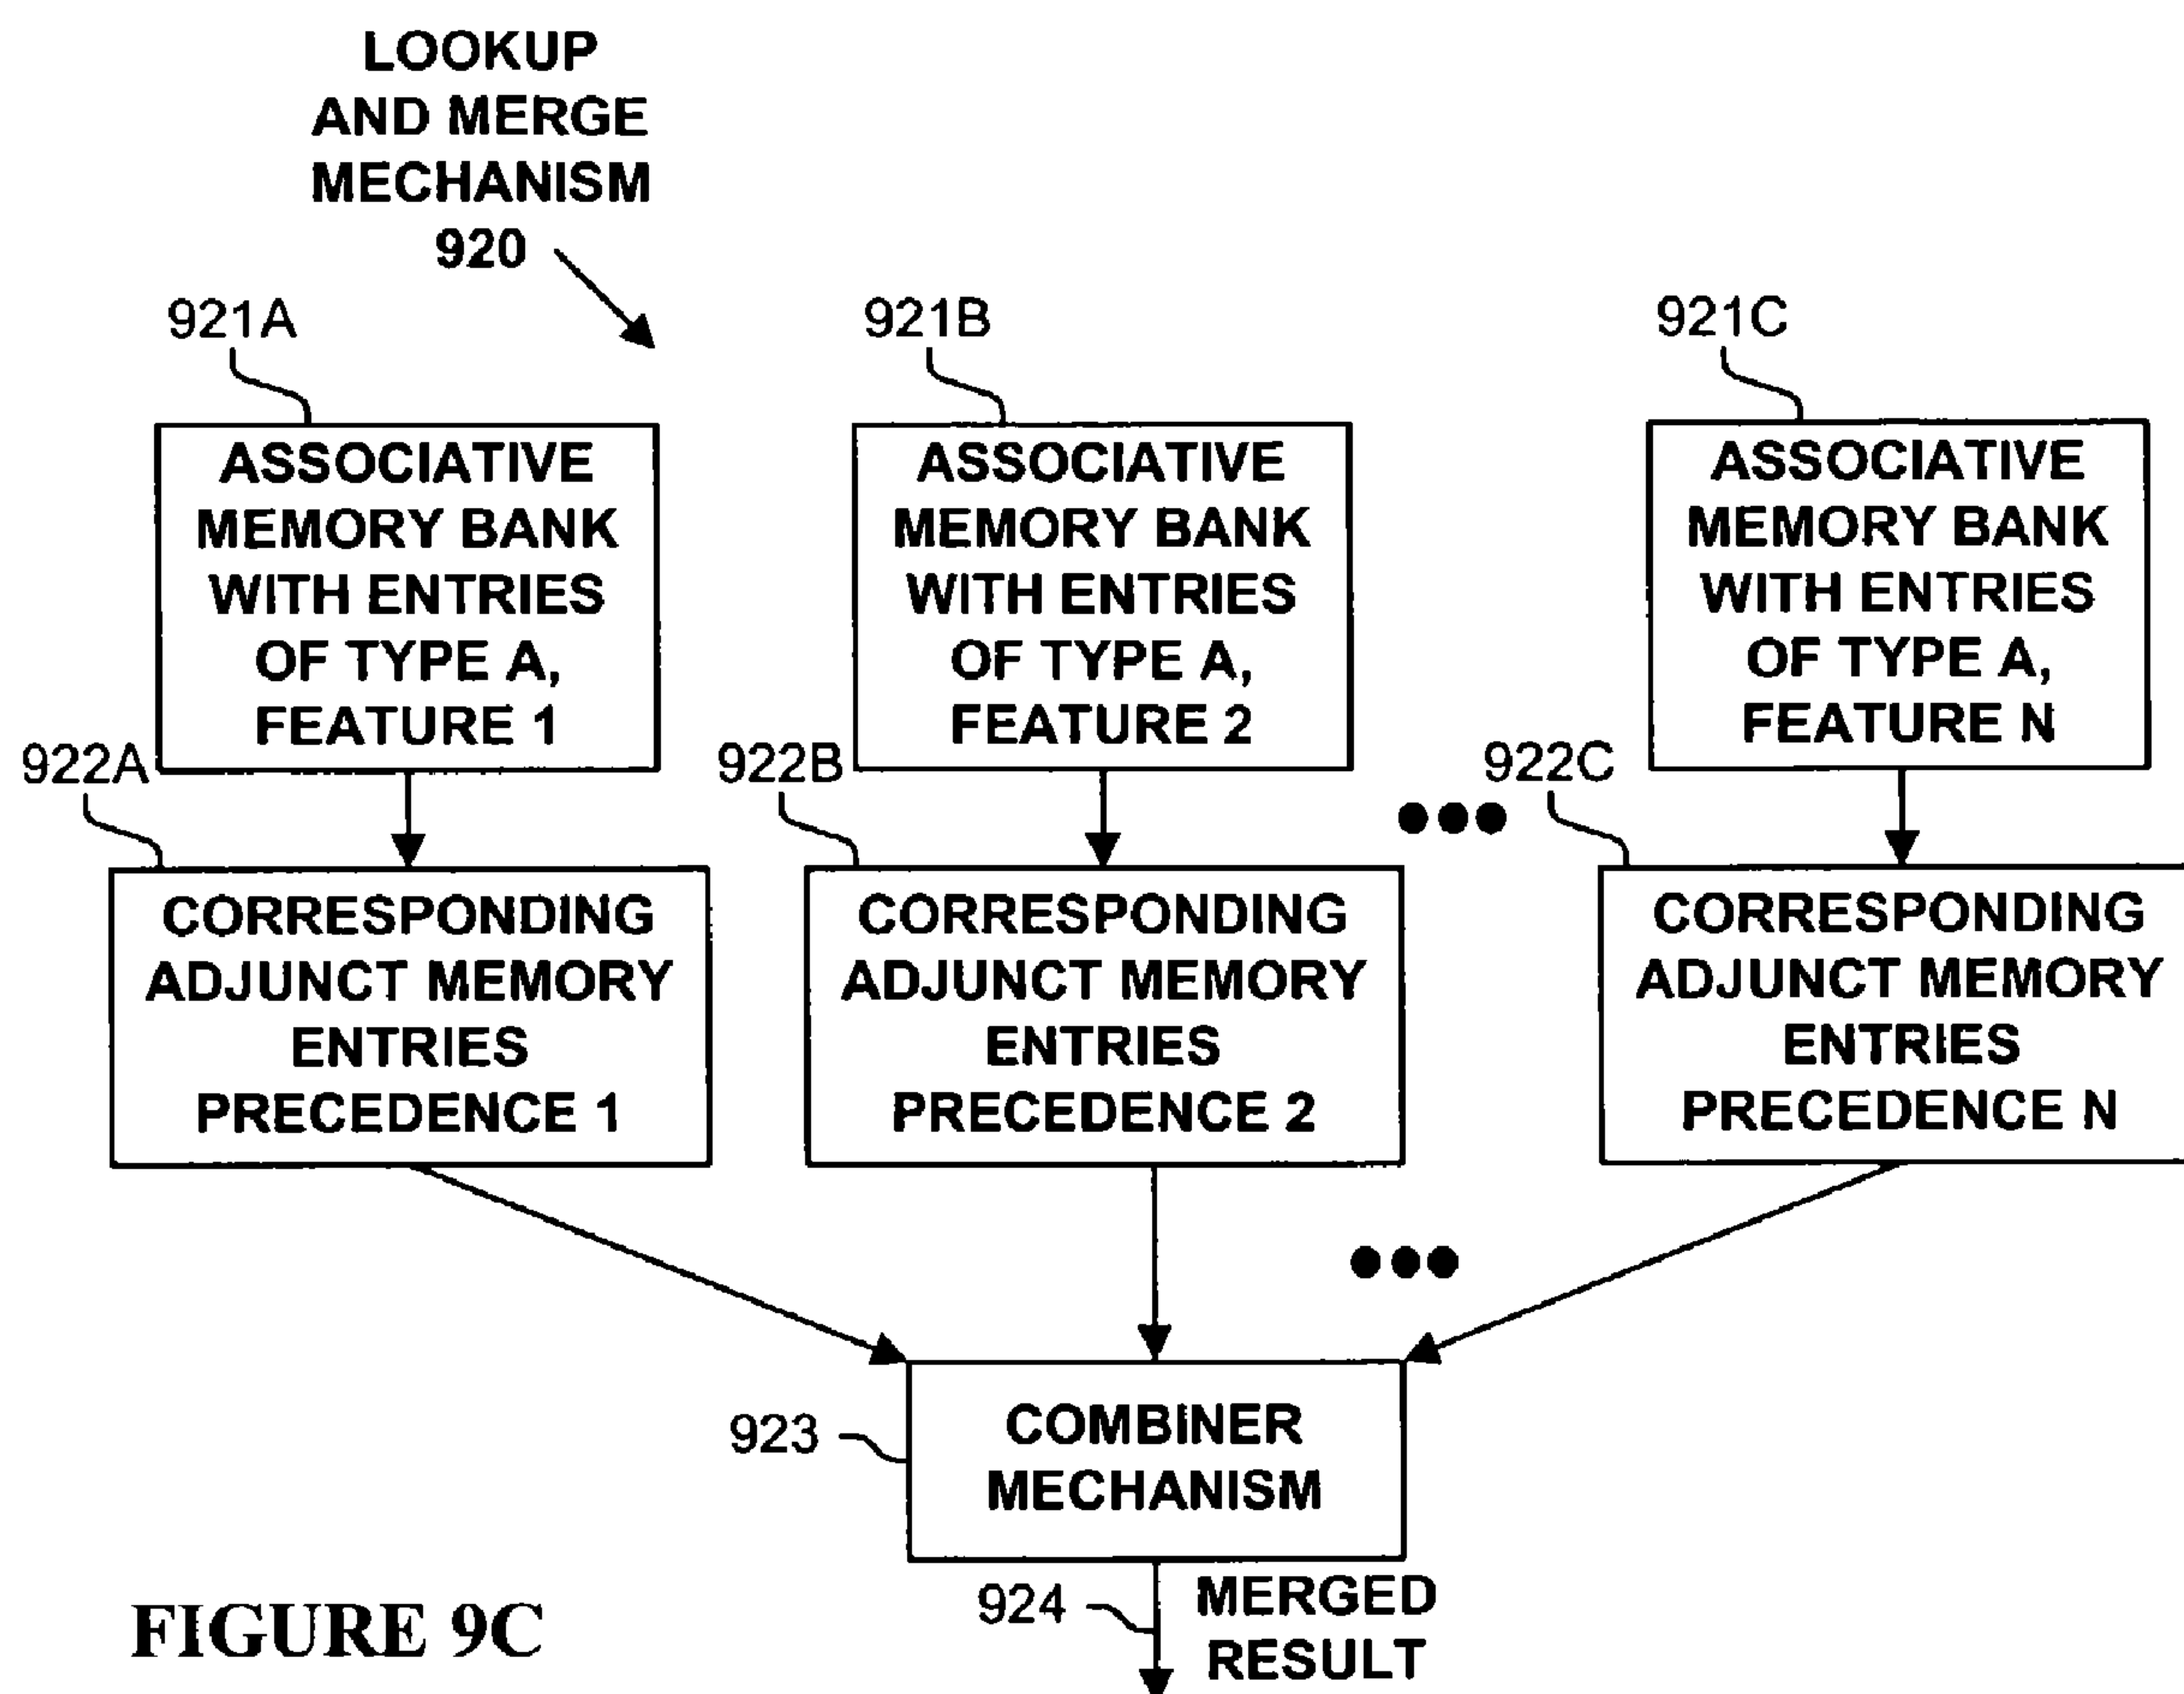 LOOKUP
AND MERGE
MECHANISM
920
921A
921B
921C
ASSOCIATIVE
MEMORY BANK
WITH ENTRIES
OF TYPE A,
FEATURE 1
ASSOCIATIVE
MEMORY BANK
WITH ENTRIES
OF TYPE A,
FEATURE 2
ASSOCIATIVE
MEMORY BANK
WITH ENTRIES
OF TYPE A,
FEATURE N
922A
922B
922C
CORRESPONDING
ADJUNCT MEMORY
ENTRIES
PRECEDENCE 1
CORRESPONDING
ADJUNCT MEMORY
ENTRIES
PRECEDENCE 2
CORRESPONDING
ADJUNCT MEMORY
ENTRIES
PRECEDENCE N
923
COMBINER
MECHANISM
924
MERGED
RESULT
FIGURE 9C